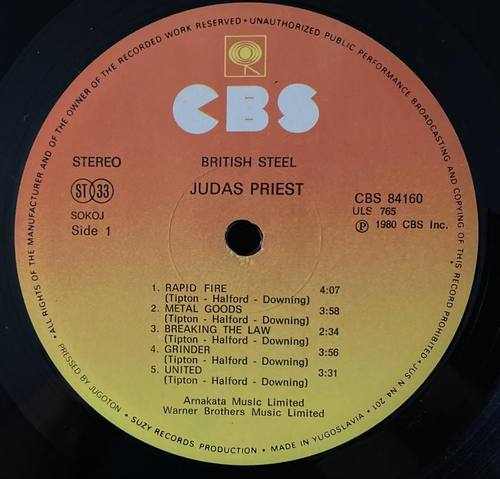 ALL RIGHTS OF THE MANUFACTURER AND OF THE OWNER OF THE RECORDED WORK RESERVED • UNAUTHORIZED PUBLIC PERFORMANCE BROADCASTING AND COPYING OF THIS RECORD PROHIBITED • JUS N N4 201
CBS
STEREO
BRITISH STEEL
ST 33
JUDAS PRIEST
CBS 84160
SOKOJ
ULS 765
Side 1
℗ 1980 CBS Inc.
1. RAPID FIRE 4:07
(Tipton - Halford - Downing)
2. METAL GOODS 3:58
(Tipton - Halford - Downing)
3. BREAKING THE LAW 2:34
(Tipton - Halford - Downing)
4. GRINDER 3:56
(Tipton - Halford - Downing)
5. UNITED 3:31
(Tipton - Halford - Downing)
Arnakata Music Limited
Warner Brothers Music Limited
PRESSED BY JUGOTON • SUZY RECORDS PRODUCTION • MADE IN YUGOSLAVIA •